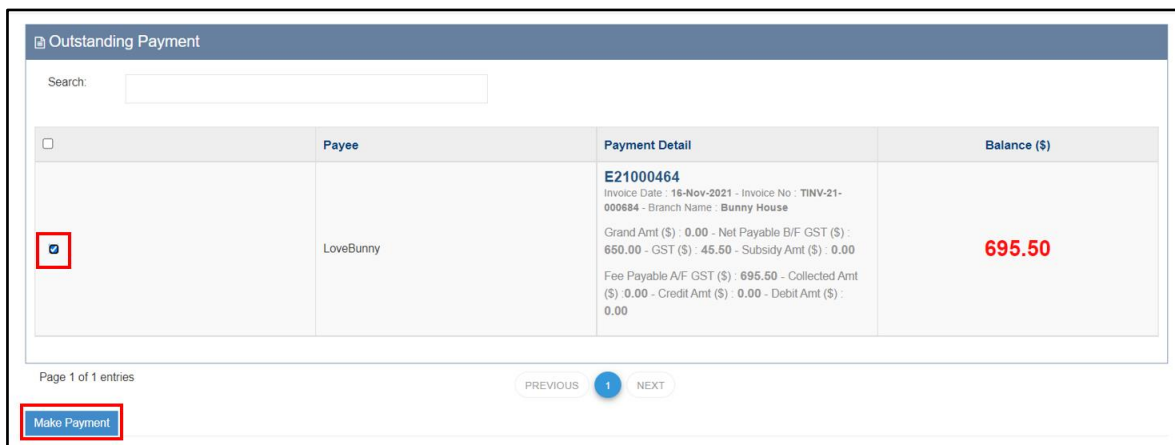 Outstanding Payment
Search:
Payee Payment Detail Balance ($)
E21000464
Invoice Date : 16-Nov-2021 - Invoice No : TINV-21-
000684 - Branch Name : Bunny House
Grand Amt ($) : 0.00 - Net Payable B/F GST ($) :
650.00 - GST ($) : 45.50 - Subsidy Amt ($) : 0.00
LoveBunny
695.50
Fee Payable A/F GST ($) : 695.50 - Collected Amt
($) :0.00 - Credit Amt ($) : 0.00 - Debit Amt ($) :
0.00
Page 1 of 1 entries
PREVIOUS 1 NEXT
Make Payment